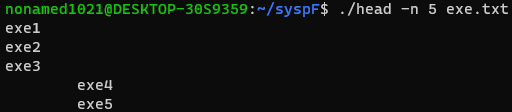 nonamed1021@DESKTOP-30S9359:~/syspF$ ./head -n 5 exe.txt
exe1
exe2
exe3
        exe4
        exe5